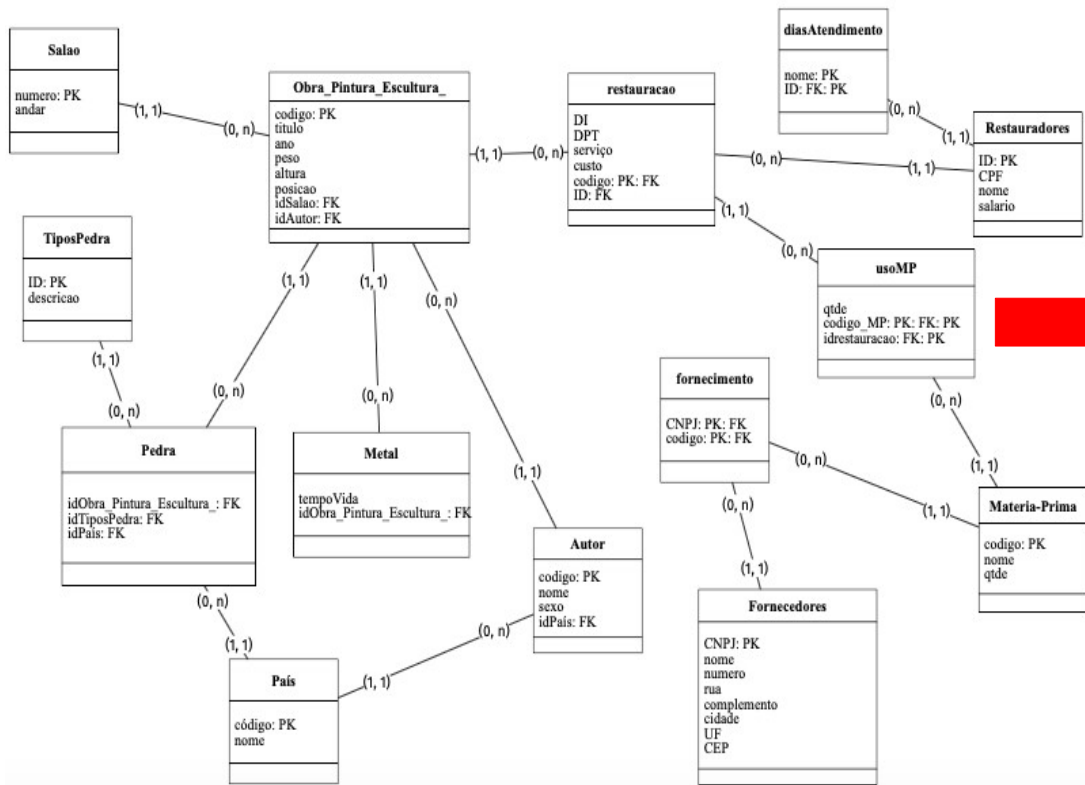 Salao
numero: PK
andar
Obra_Pintura_Escultura_
codigo: PK
titulo
ano
peso
altura
posicao
idSalao: FK
idAutor: FK
restauracao
DI
DPT
serviço
custo
codigo: PK: FK
ID: FK
diasAtendimento
nome: PK
ID: FK: PK
Restauradores
ID: PK
CPF
nome
salario
(1, 1)
(0, n)
(1, 1)
(0, n)
(0, n)
(1, 1)
(0, n)
(1, 1)
(1, 1)
(0, n)
TiposPedra
ID: PK
descricao
(1, 1)
(0, n)
(1, 1)
(0, n)
(1, 1)
(0, n)
(0, n)
(1, 1)
usoMP
qtde
codigo_MP: PK: FK: PK
idrestauracao: FK: PK
(0, n)
(1, 1)
fornecimento
CNPJ: PK: FK
codigo: PK: FK
(0, n)
(1, 1)
(0, n)
(1, 1)
Pedra
idObra_Pintura_Escultura_: FK
idTiposPedra: FK
idPaís: FK
Metal
tempoVida
idObra_Pintura_Escultura_: FK
Autor
codigo: PK
nome
sexo
idPaís: FK
Materia-Prima
codigo: PK
nome
qtde
(0, n)
(1, 1)
(0, n)
(1, 1)
País
código: PK
nome
Fornecedores
CNPJ: PK
nome
numero
rua
complemento
cidade
UF
CEP